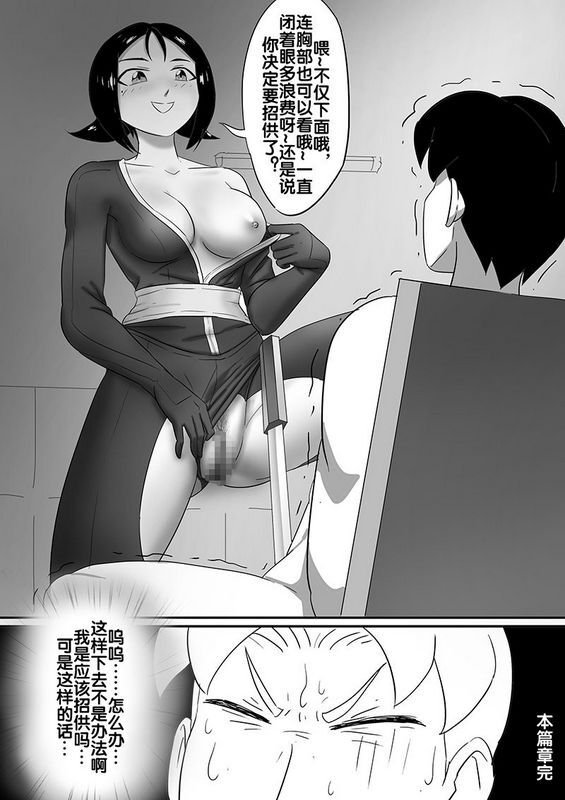 喂~不仅下面哦，
连胸部也可以看哦~一直
闭着眼多浪费呀~还是说
你决定要招供了？
呜呜……怎么办…
这样下去不是办法啊
我是应该招供吗…
可是这样的话…
本篇章完